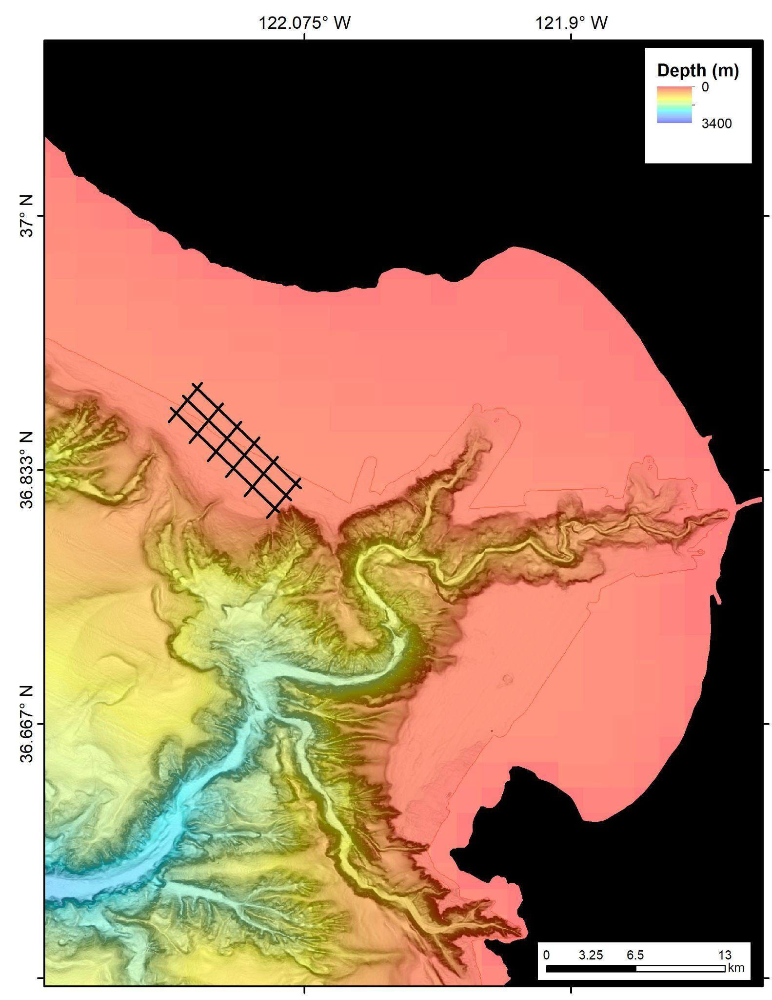 122.075° W
121.9° W
Depth (m)
0
3400
37° N
36.833° N
36.667° N
0 3.25 6.5 13
km